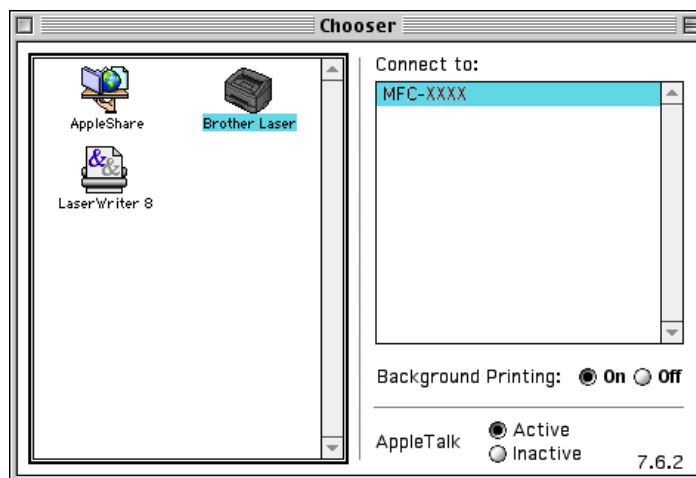 Chooser
AppleShare
Brother Laser
LaserWriter 8
Connect to:
MFC-XXXX
Background Printing: On Off
AppleTalk Active
Inactive
7.6.2